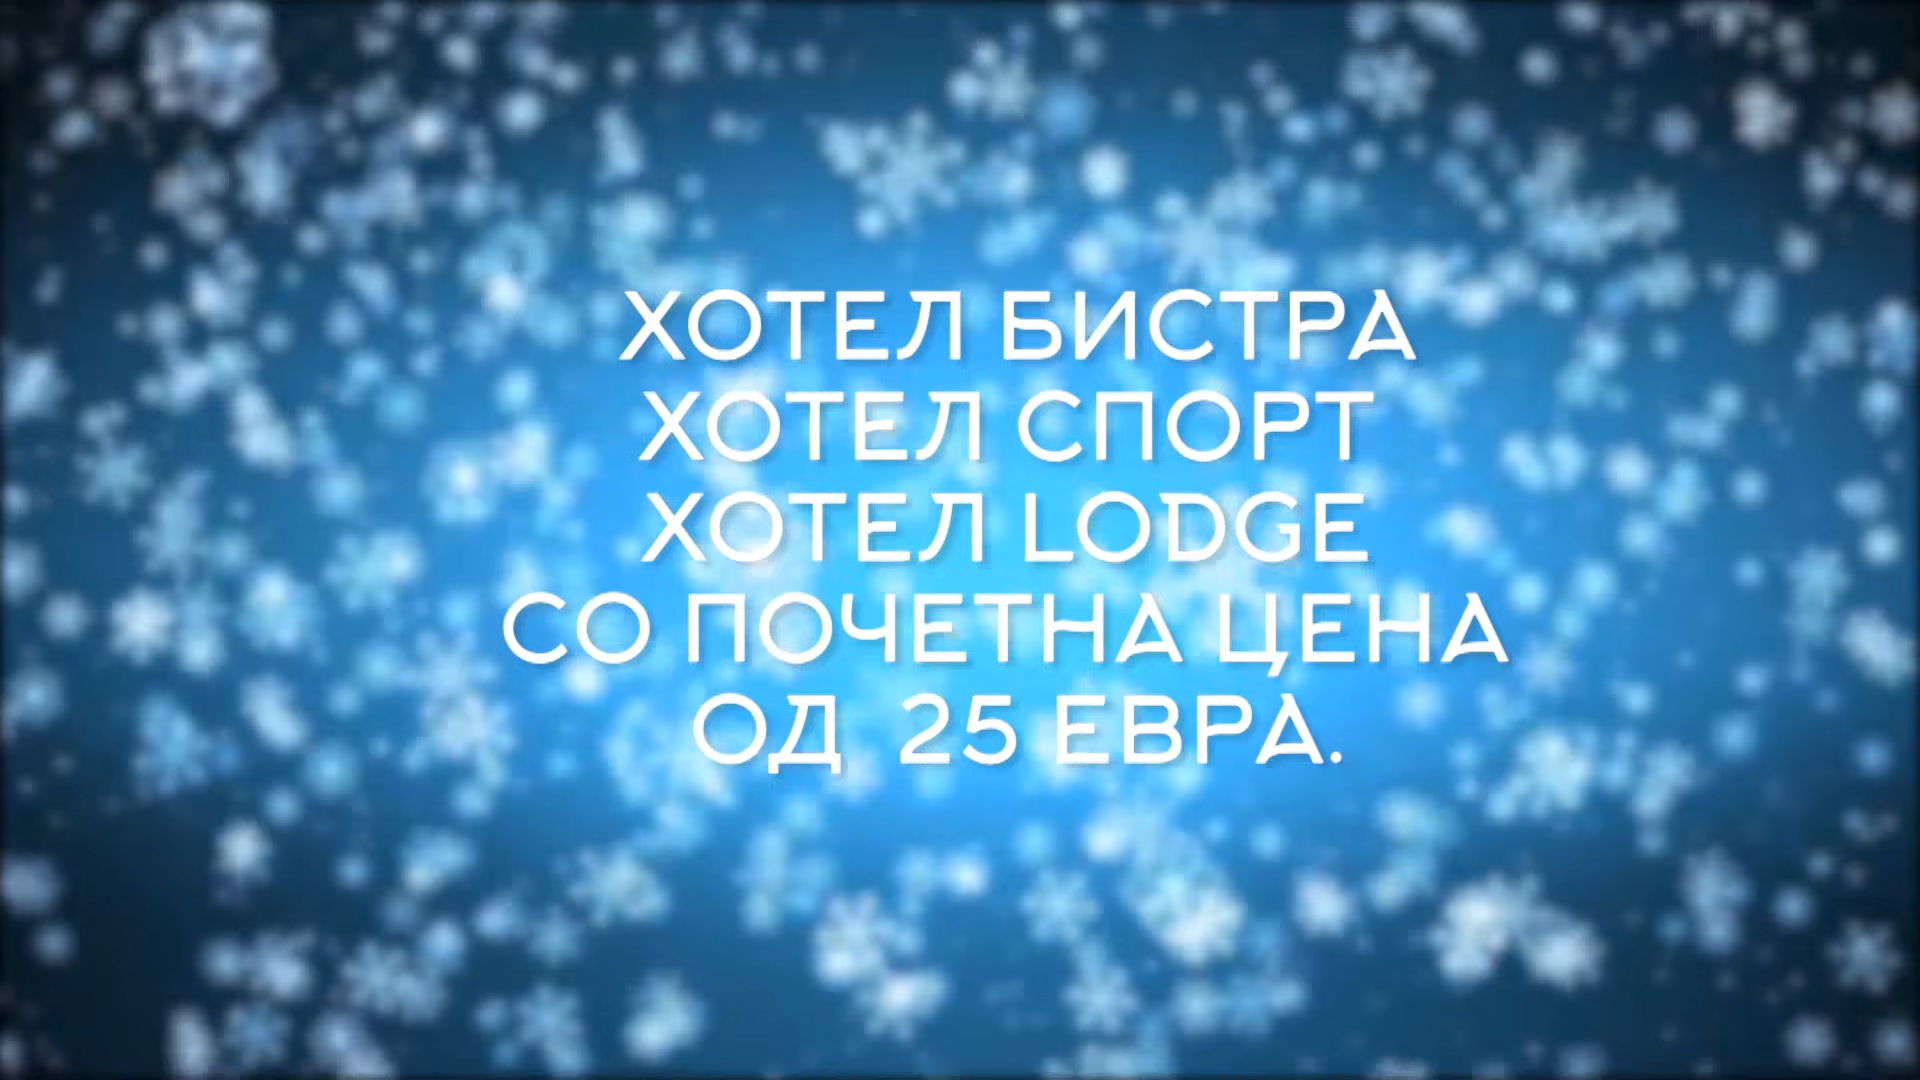 ХОТЕЛ БИСТРА
ХОТЕЛ СПОРТ
ХОТЕЛ LODGE
СО ПОЧЕТНА ЦЕНА
ОД 25 ЕВРА.